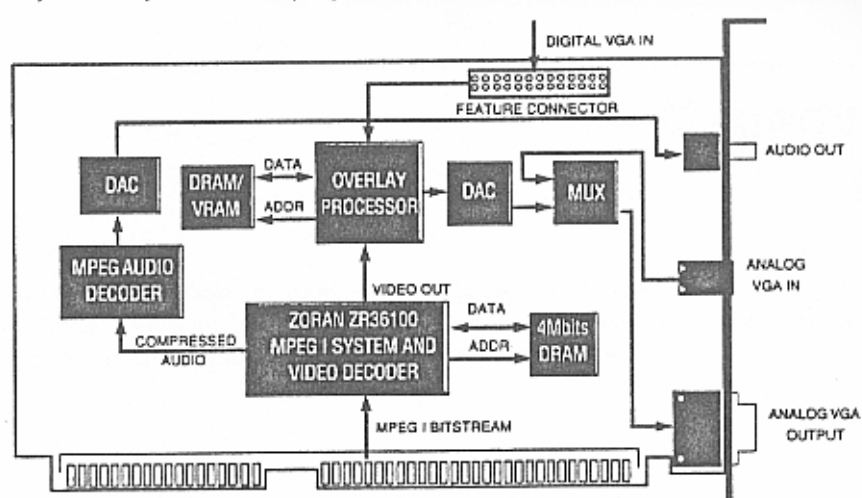 DIGITAL VGA IN
FEATURE CONNECTOR
AUDIO OUT
DAC
DRAM/
VRAM
DATA
ADDR
OVERLAY
PROCESSOR
DAC
MUX
MPEG AUDIO
DECODER
VIDEO OUT
ANALOG
VGA IN
COMPRESSED
AUDIO
ZORAN ZR36100
MPEG I SYSTEM AND
VIDEO DECODER
DATA
ADDR
4Mbits
DRAM
MPEG I BITSTREAM
ANALOG VGA
OUTPUT